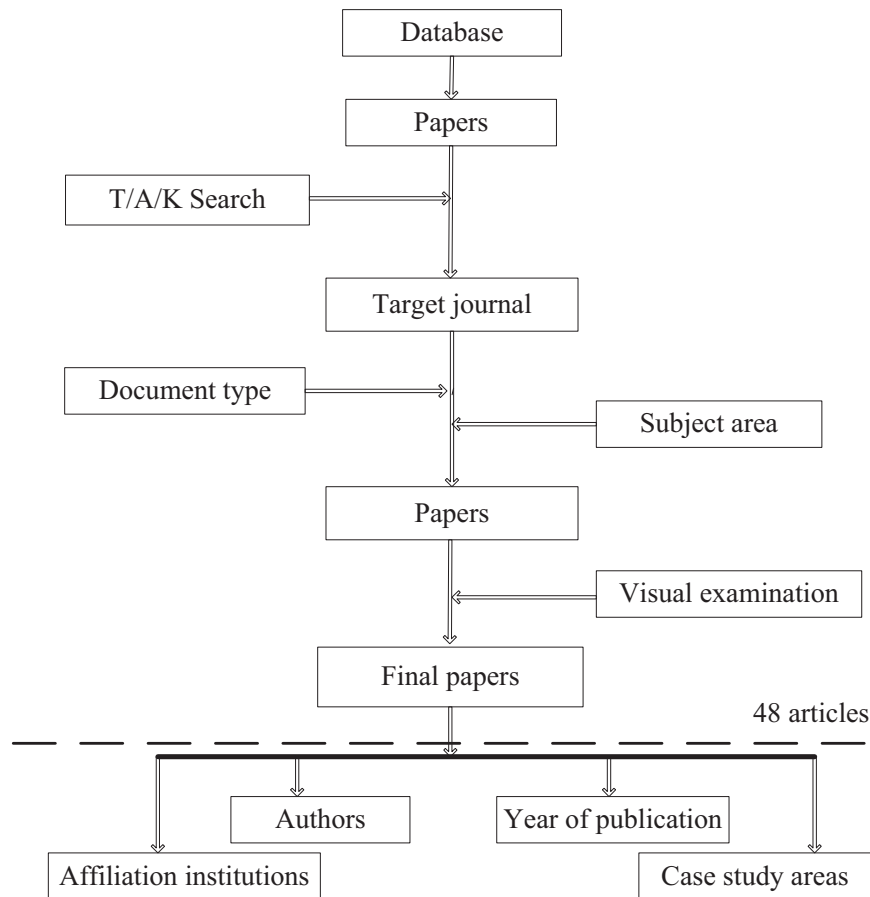 Database
Papers
T/A/K Search
Target journal
Document type
Subject area
Papers
Visual examination
Final papers
48 articles
Authors
Year of publication
Affiliation institutions
Case study areas